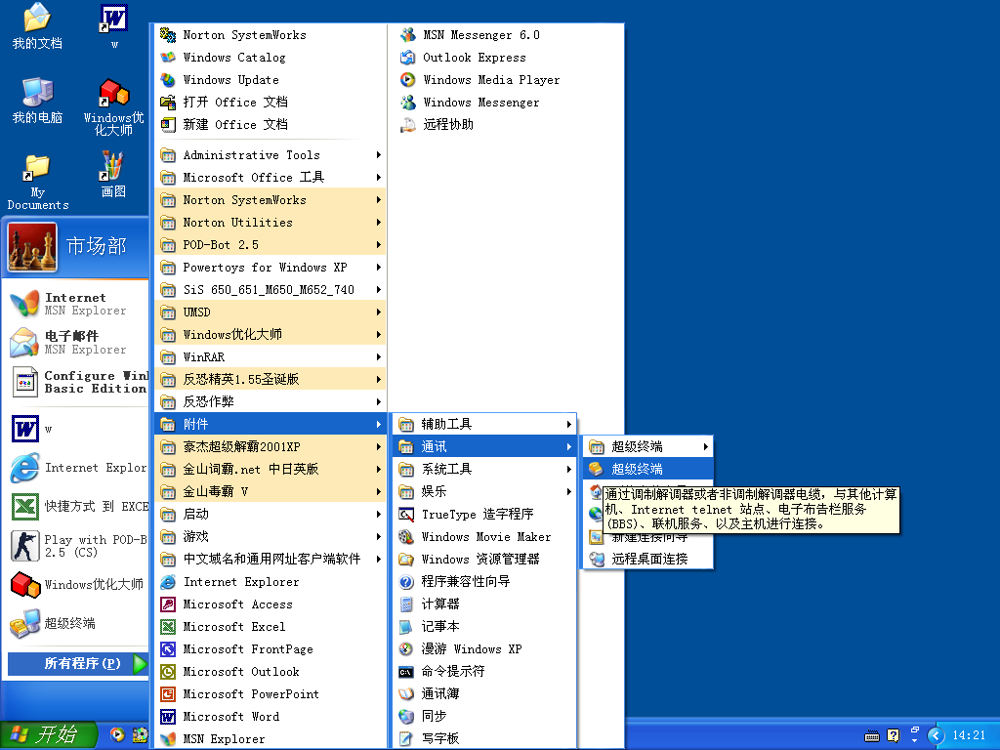 我的文档
w
我的电脑
Windows优
化大师
My
Documents
画图
市场部
Internet
MSN Explorer
电子邮件
MSN Explorer
Configure Win
Basic Edition
w
Internet Explor
快捷方式 到 EXCE
Play with POD-B
2.5 (CS)
Windows优化大师
超级终端
所有程序(P)
开始
Norton SystemWorks
Windows Catalog
Windows Update
打开 Office 文档
新建 Office 文档
Administrative Tools
Microsoft Office 工具
Norton SystemWorks
Norton Utilities
POD-Bot 2.5
Powertoys for Windows XP
SiS 650_651_M650_M652_740
UMSD
Windows优化大师
WinRAR
反恐精英1.55圣诞版
反恐作弊
附件
豪杰超级解霸2001XP
金山词霸.net 中日英版
金山毒霸 V
启动
游戏
中文域名和通用网址客户端软件
Internet Explorer
Microsoft Access
Microsoft Excel
Microsoft FrontPage
Microsoft Outlook
Microsoft PowerPoint
Microsoft Word
MSN Explorer
MSN Messenger 6.0
Outlook Express
Windows Media Player
Windows Messenger
远程协助
辅助工具
通讯
系统工具
娱乐
TrueType 造字程序
Windows Movie Maker
Windows 资源管理器
程序兼容性向导
计算器
记事本
漫游 Windows XP
命令提示符
通讯簿
同步
写字板
超级终端
超级终端
通过调制解调器或者非调制解调器电缆，与其他计算
机、Internet telnet 站点、电子布告栏服务
(BBS)、联机服务、以及主机进行连接。
新建连接向导
远程桌面连接
14:21